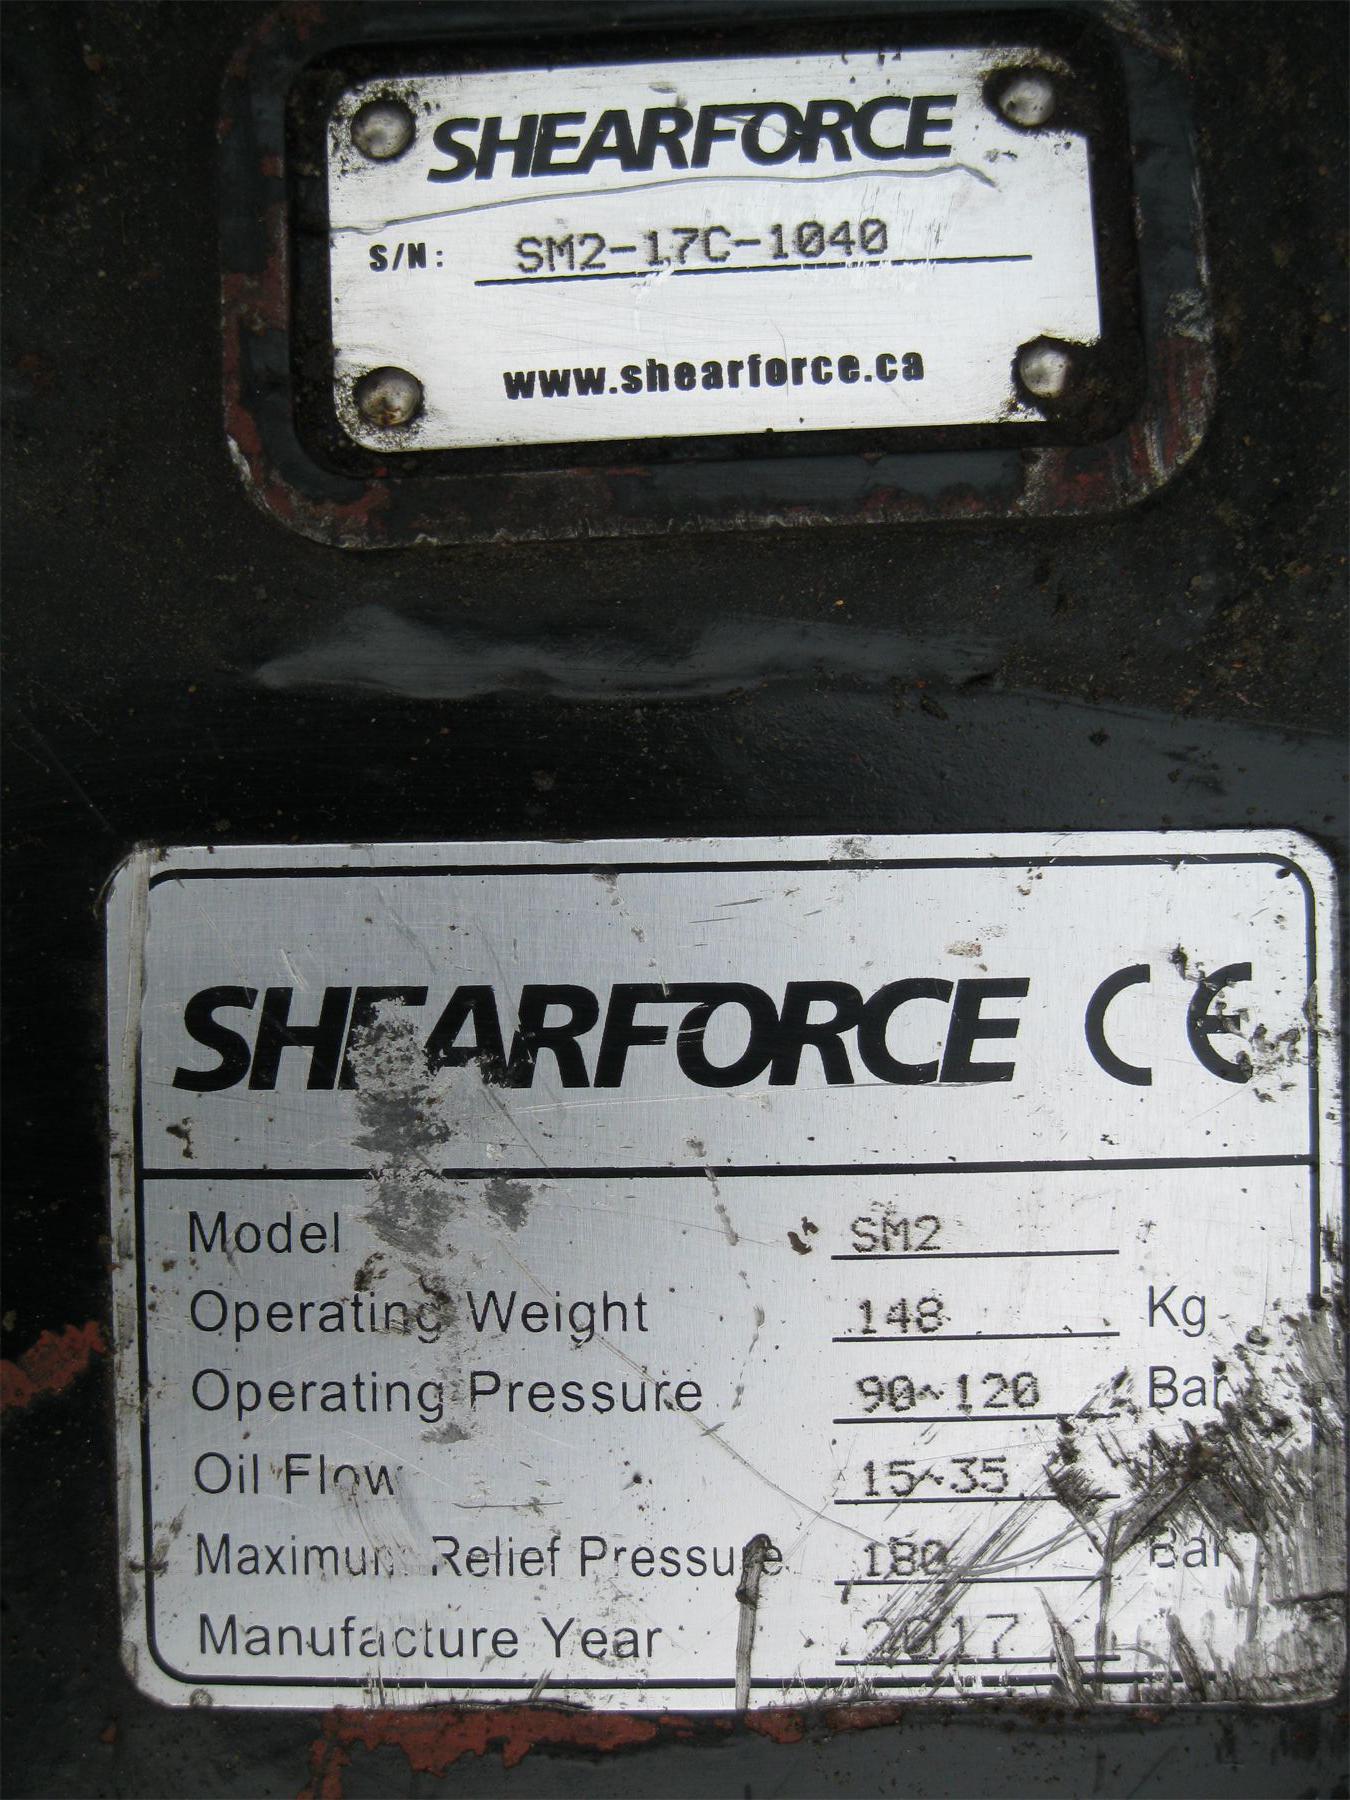 SHEARFORCE
S/N: SM2-17C-1040
www.shearforce.ca
SHEARFORCE CE
Model SM2
Operating Weight 148 Kg
Operating Pressure 90~120 Bar
Oil Flow 15~35
Maximum Relief Pressure 180 Bar
Manufacture Year 2017